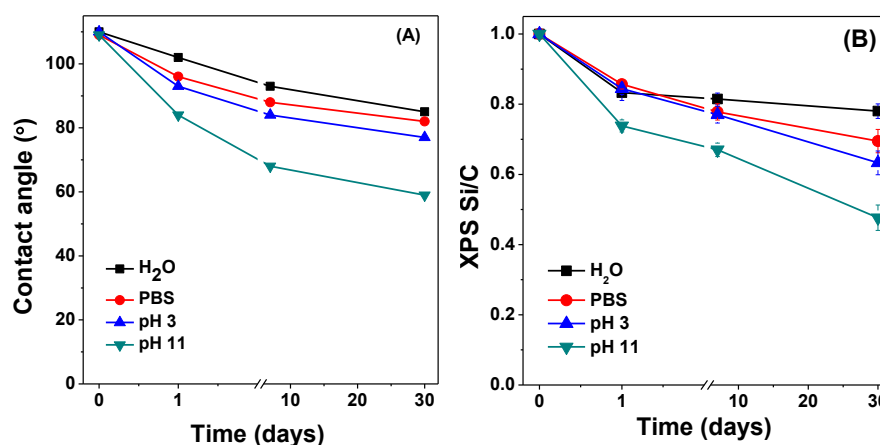 (A)
Contact angle (°)
100
80
60
40
20
0
H₂O
PBS
pH 3
pH 11
0
1
10
20
30
Time (days)
(B)
XPS Si/C
1.0
0.8
0.6
0.4
0.2
0.0
H₂O
PBS
pH 3
pH 11
0
1
10
20
30
Time (days)